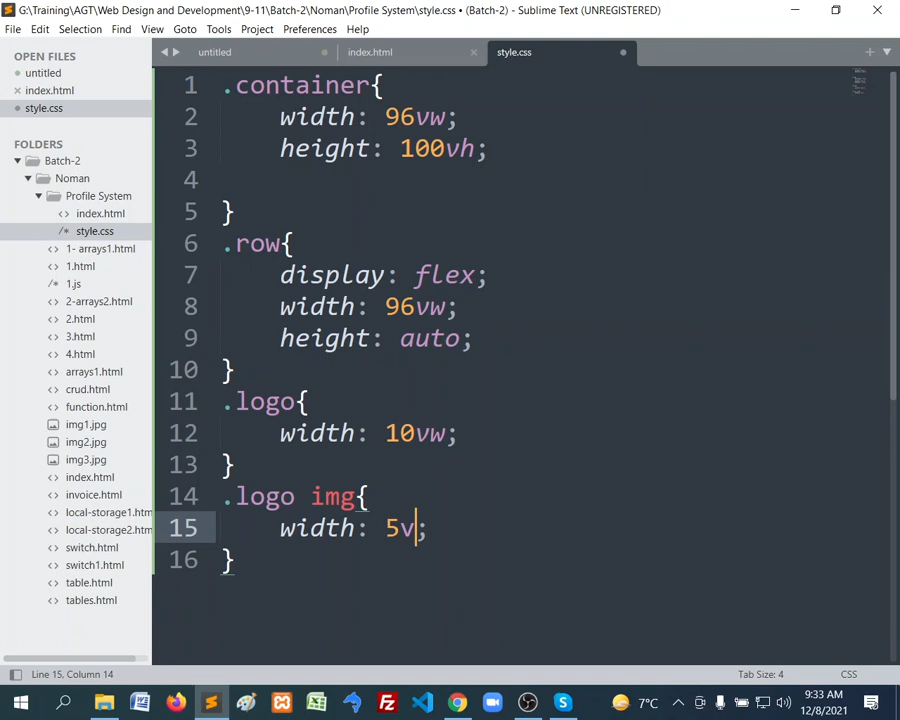 G:\Training\AGT\Web Design and Development\9-11\Batch-2\Noman\Profile System\style.css • (Batch-2) - Sublime Text (UNREGISTERED)
File Edit Selection Find View Goto Tools Project Preferences Help
OPEN FILES
untitled
index.html
style.css
FOLDERS
Batch-2
Noman
Profile System
<> index.html
/* style.css
<> 1- arrays1.html
<> 1.html
/* 1.js
<> 2-arrays2.html
<> 2.html
<> 3.html
<> 4.html
<> arrays1.html
<> crud.html
<> function.html
img1.jpg
img2.jpg
img3.jpg
<> index.html
<> invoice.html
<> local-storage1.htm
<> local-storage2.htm
<> switch.html
<> switch1.html
<> table.html
<> tables.html
untitled index.html style.css
1 .container{
2 width: 96vw;
3 height: 100vh;
4
5 }
6 .row{
7 display: flex;
8 width: 96vw;
9 height: auto;
10 }
11 .logo{
12 width: 10vw;
13 }
14 .logo img{
15 width: 5v;
16 }
Line 15, Column 14 Tab Size: 4 CSS
7°C 9:33 AM
12/8/2021